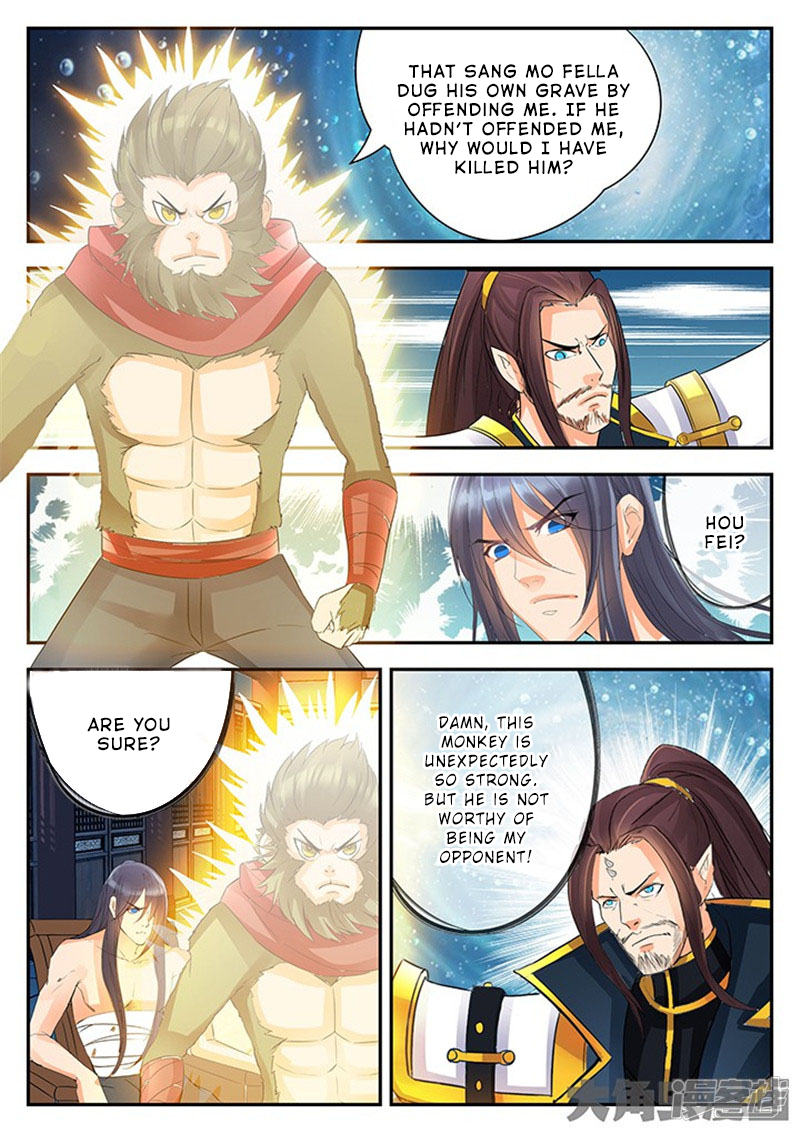 THAT SANG MO FELLA
DUG HIS OWN GRAVE BY
OFFENDING ME. IF HE
HADN'T OFFENDED ME,
WHY WOULD I HAVE
KILLED HIM?
HOU
FEI?
ARE YOU
SURE?
DAMN, THIS
MONKEY IS
UNEXPECTEDLY
SO STRONG.
BUT HE IS NOT
WORTHY OF
BEING MY
OPPONENT!